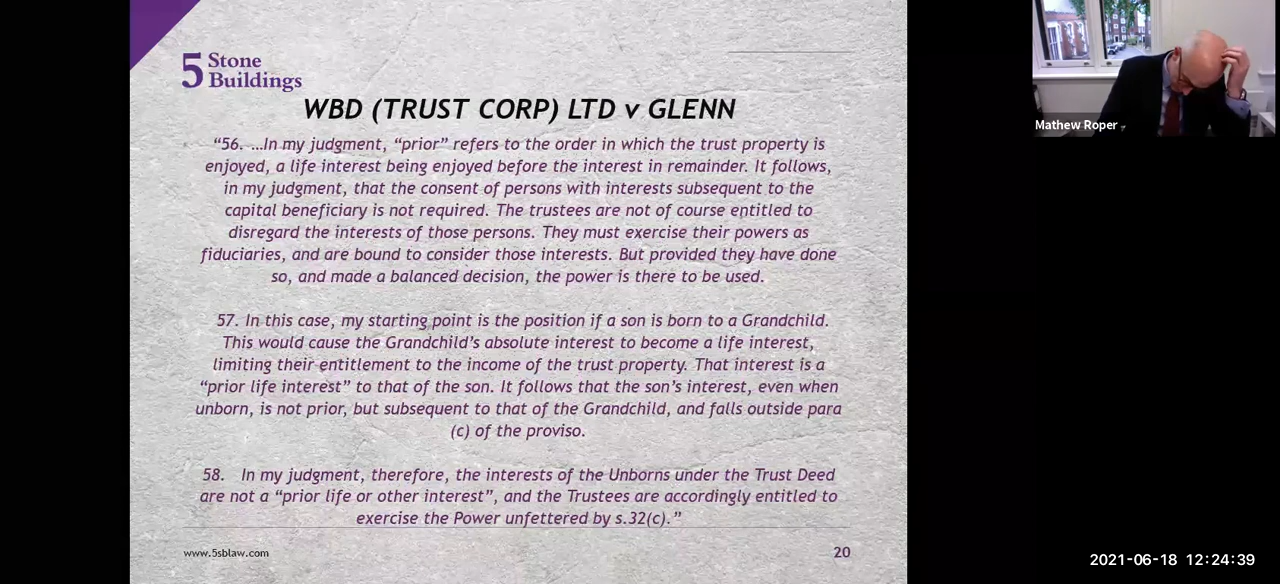 5 Stone
Buildings
WBD (TRUST CORP) LTD v GLENN
“56. …In my judgment, “prior” refers to the order in which the trust property is
enjoyed, a life interest being enjoyed before the interest in remainder. It follows,
in my judgment, that the consent of persons with interests subsequent to the
capital beneficiary is not required. The trustees are not of course entitled to
disregard the interests of those persons. They must exercise their powers as
fiduciaries, and are bound to consider those interests. But provided they have done
so, and made a balanced decision, the power is there to be used.
57. In this case, my starting point is the position if a son is born to a Grandchild.
This would cause the Grandchild’s absolute interest to become a life interest,
limiting their entitlement to the income of the trust property. That interest is a
“prior life interest” to that of the son. It follows that the son’s interest, even when
unborn, is not prior, but subsequent to that of the Grandchild, and falls outside para
(c) of the proviso.
58. In my judgment, therefore, the interests of the Unborns under the Trust Deed
are not a “prior life or other interest”, and the Trustees are accordingly entitled to
exercise the Power unfettered by s.32(c).”
www.5sblaw.com
20
Mathew Roper
2021-06-18 12:24:39